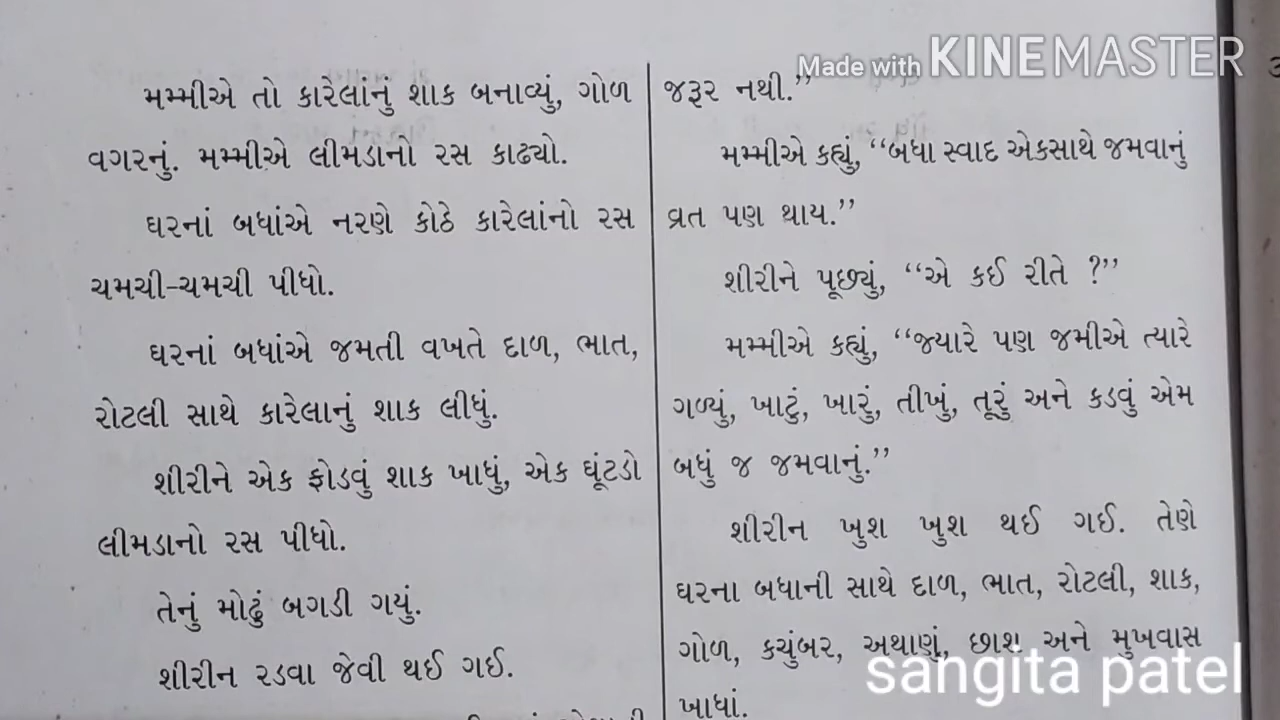 Made with KINEMASTER
મમ્મીએ તો કારેલાંનું શાક બનાવ્યું, ગોળ
વગરનું. મમ્મીએ લીમડાનો રસ કાઢ્યો.
ઘરનાં બધાંએ નરણે કોઠે કારેલાંનો રસ
ચમચી-ચમચી પીધો.
ઘરનાં બધાંએ જમતી વખતે દાળ, ભાત,
રોટલી સાથે કારેલાનું શાક લીધું.
શીરીને એક ફોડવું શાક ખાધું, એક ઘૂંટડો
લીમડાનો રસ પીધો.
તેનું મોઢું બગડી ગયું.
શીરીન રડવા જેવી થઈ ગઈ.
જરૂર નથી.”
મમ્મીએ કહ્યું, “બધા સ્વાદ એકસાથે જમવાનું
વ્રત પણ થાય.”
શીરીને પૂછ્યું, “એ કઈ રીતે ?”
મમ્મીએ કહ્યું, “જ્યારે પણ જમીએ ત્યારે
ગળ્યું, ખાટું, ખારું, તીખું, તૂરું અને કડવું એમ
બધું જ જમવાનું.”
શીરીન ખુશ ખુશ થઈ ગઈ. તેણે
ઘરના બધાની સાથે દાળ, ભાત, રોટલી, શાક,
ગોળ, કચુંબર, અથાણું, છાશ અને મુખવાસ
ખાધાં.
sangita patel